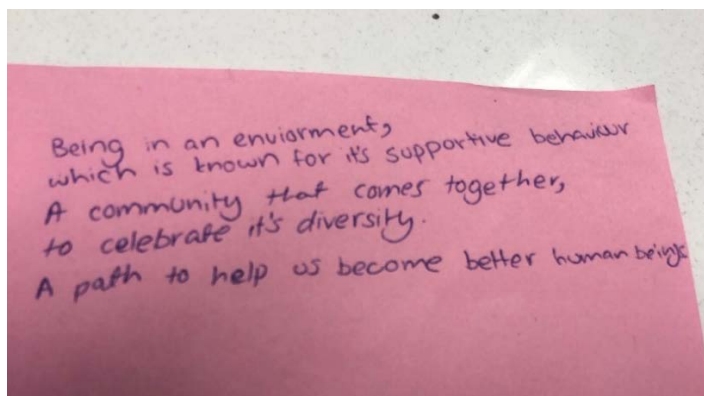 Being in an enviorment,
which is known for it's supportive behaviour
A community that comes together,
to celebrate it's diversity.
A path to help us become better human beings